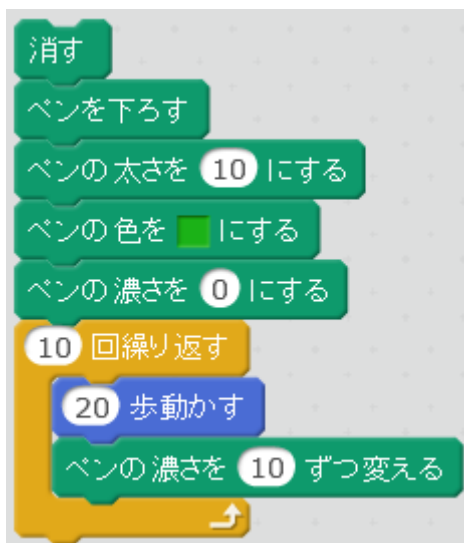 消す
ペンを下ろす
ペンの太さを 10 にする
ペンの色を にする
ペンの濃さを 0 にする
10 回繰り返す
20 歩動かす
ペンの濃さを 10 ずつ変える